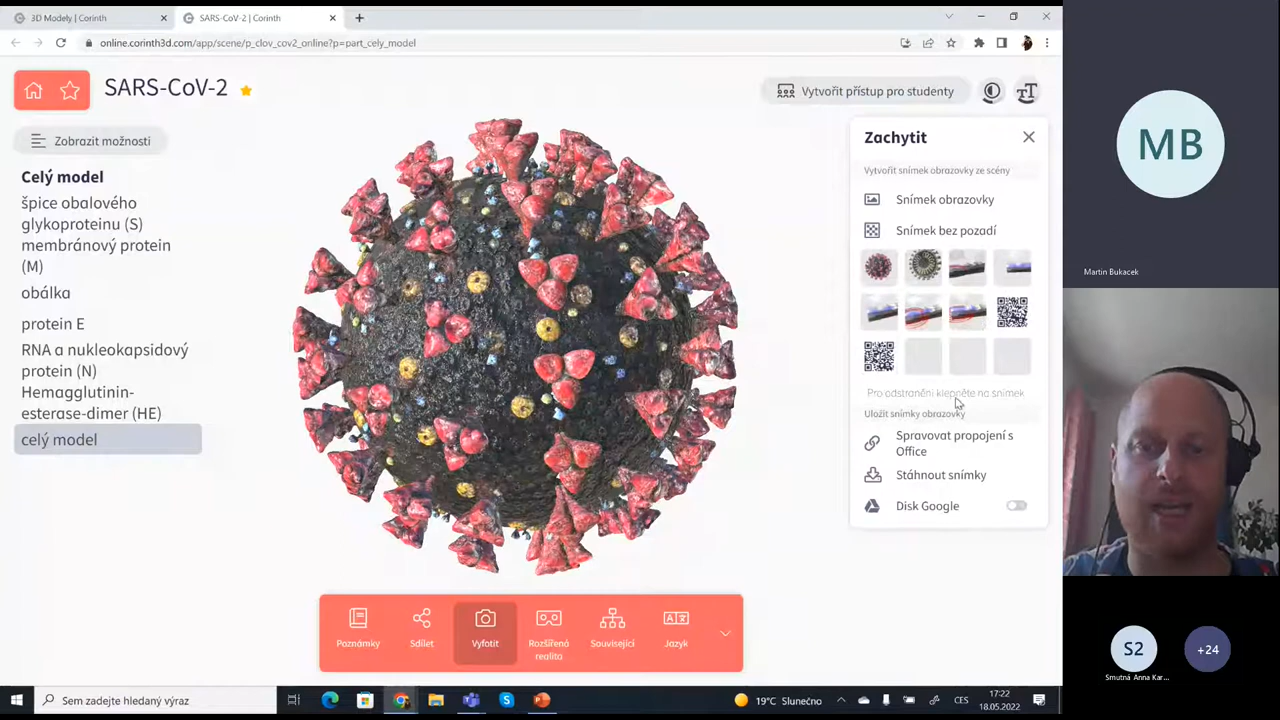 3D Modely | Corinth
SARS-CoV-2 | Corinth
online.corinth3d.com/app/scene/p_clov_cov2_online?p=part_cely_model
SARS-CoV-2
Vytvořit přístup pro studenty
TT
Zobrazit možnosti
Celý model
špice obalového
glykoproteinu (S)
membránový protein
(M)
obálka
protein E
RNA a nukleokapsidový
protein (N)
Hemagglutinin-
esterase-dimer (HE)
celý model
Zachytit
Vytvořit snímek obrazovky ze scény
Snímek obrazovky
Snímek bez pozadí
Pro odstranění klepněte na snímek
Uložit snímky obrazovky
Spravovat propojení s
Office
Stáhnout snímky
Disk Google
Poznámky
Sdílet
Vyfotit
Rozšířená
realita
Související
Jazyk
MB
Martin Bukacek
S2
Smutná Anna Kar...
+24
Sem zadejte hledaný výraz
19°C Slunečno
CES
17:22
18.05.2022